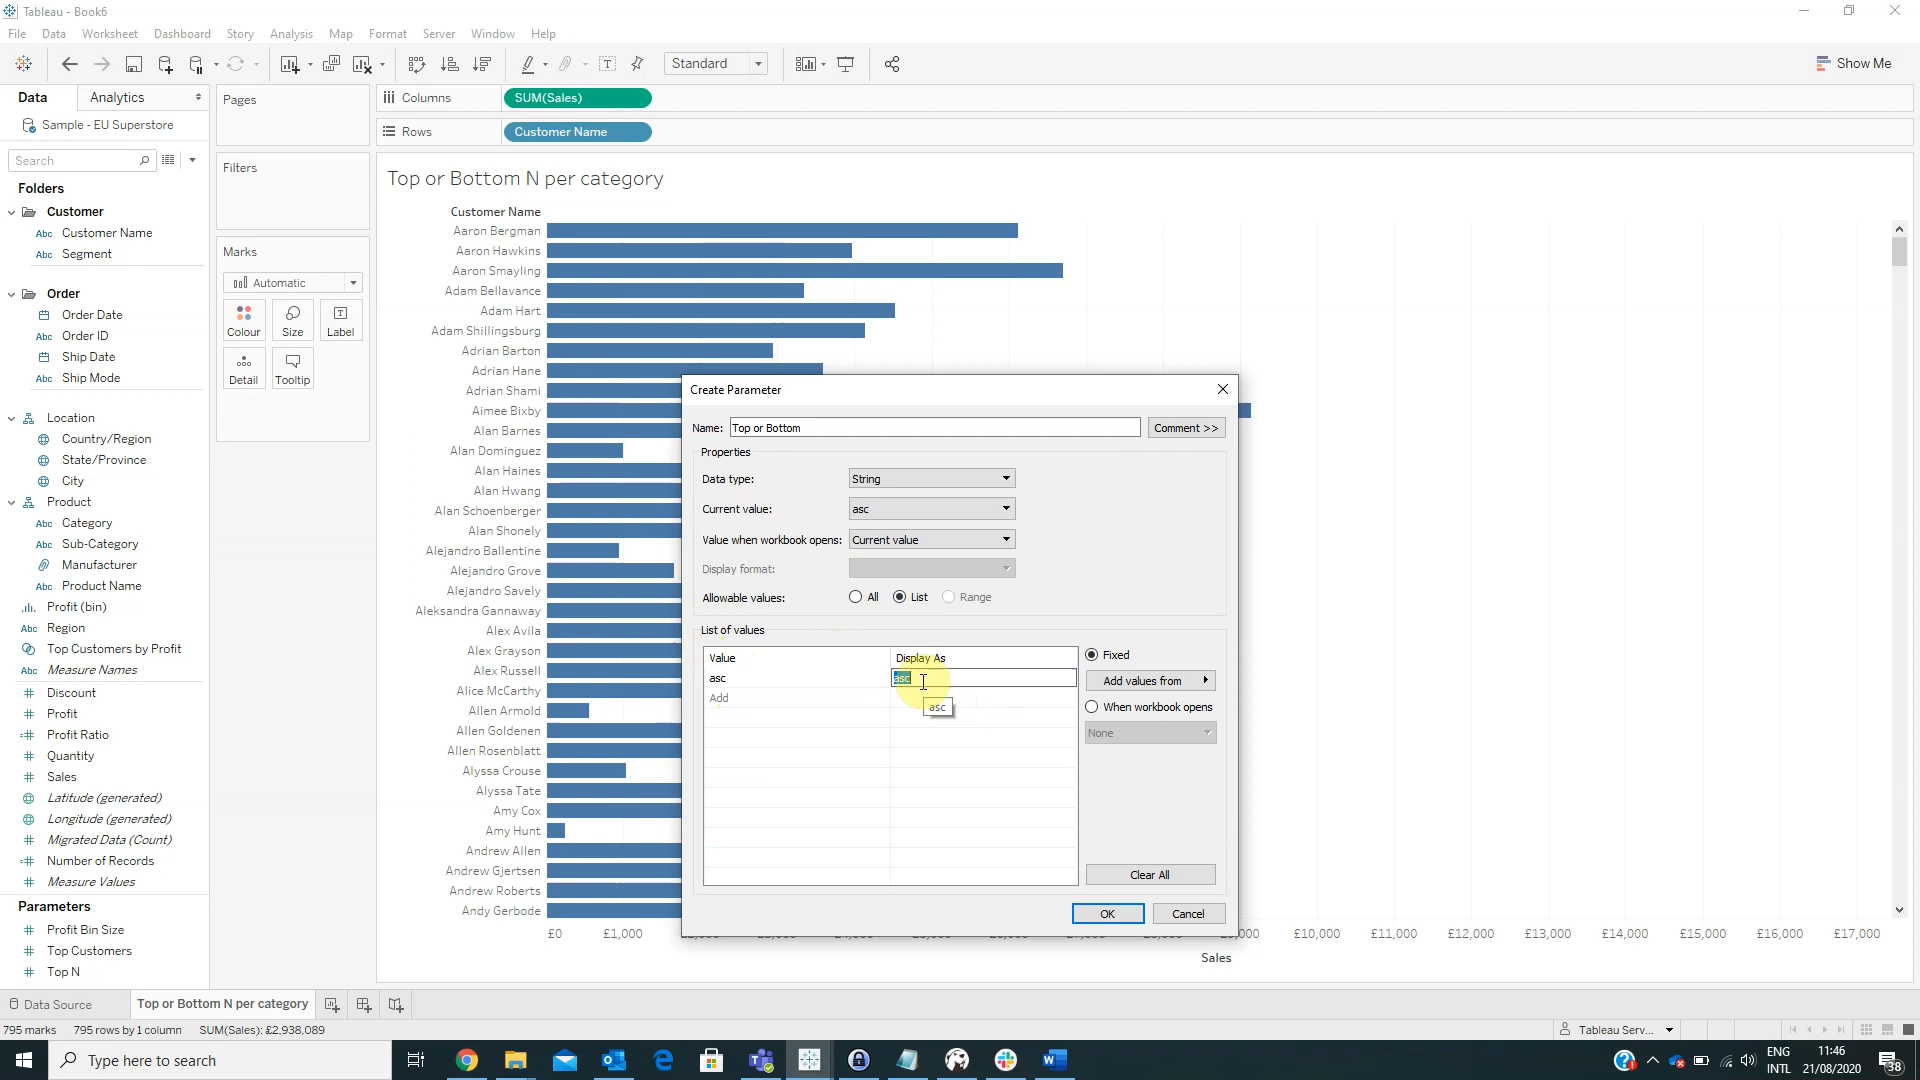 Tableau - Book6
File Data Worksheet Dashboard Story Analysis Map Format Server Window Help
Standard
Show Me
Data Analytics
Sample - EU Superstore
Search
Folders
Customer
Abc Customer Name
Abc Segment
Order
Order Date
Abc Order ID
Ship Date
Abc Ship Mode
Location
Country/Region
State/Province
City
Product
Abc Category
Abc Sub-Category
Manufacturer
Abc Product Name
Profit (bin)
Abc Region
Top Customers by Profit
Abc Measure Names
# Discount
# Profit
=# Profit Ratio
# Quantity
# Sales
Latitude (generated)
Longitude (generated)
# Migrated Data (Count)
=# Number of Records
# Measure Values
Parameters
# Profit Bin Size
# Top Customers
# Top N
Pages
Filters
Marks
Automatic
Colour Size Label
Detail Tooltip
Columns SUM(Sales)
Rows Customer Name
Top or Bottom N per category
Customer Name
Aaron Bergman
Aaron Hawkins
Aaron Smayling
Adam Bellavance
Adam Hart
Adam Shillingsburg
Adrian Barton
Adrian Hane
Adrian Shami
Aimee Bixby
Alan Barnes
Alan Dominguez
Alan Haines
Alan Hwang
Alan Schoenberger
Alan Shonely
Alejandro Ballentine
Alejandro Grove
Alejandro Savely
Aleksandra Gannaway
Alex Avila
Alex Grayson
Alex Russell
Alice McCarthy
Allen Armold
Allen Goldenen
Allen Rosenblatt
Alyssa Crouse
Alyssa Tate
Amy Cox
Amy Hunt
Andrew Allen
Andrew Gjertsen
Andrew Roberts
Andy Gerbode
£0 £1,000 £10,000 £11,000 £12,000 £13,000 £14,000 £15,000 £16,000 £17,000
Sales
Create Parameter
Name: Top or Bottom Comment >>
Properties
Data type: String
Current value: asc
Value when workbook opens: Current value
Display format:
Allowable values: All List Range
List of values
Value Display As
asc asc
Add
asc
Fixed
Add values from
When workbook opens
None
Clear All
OK Cancel
Data Source Top or Bottom N per category
795 marks 795 rows by 1 column SUM(Sales): £2,938,089
Tableau Serv...
Type here to search
ENG
INTL
11:46
21/08/2020
38